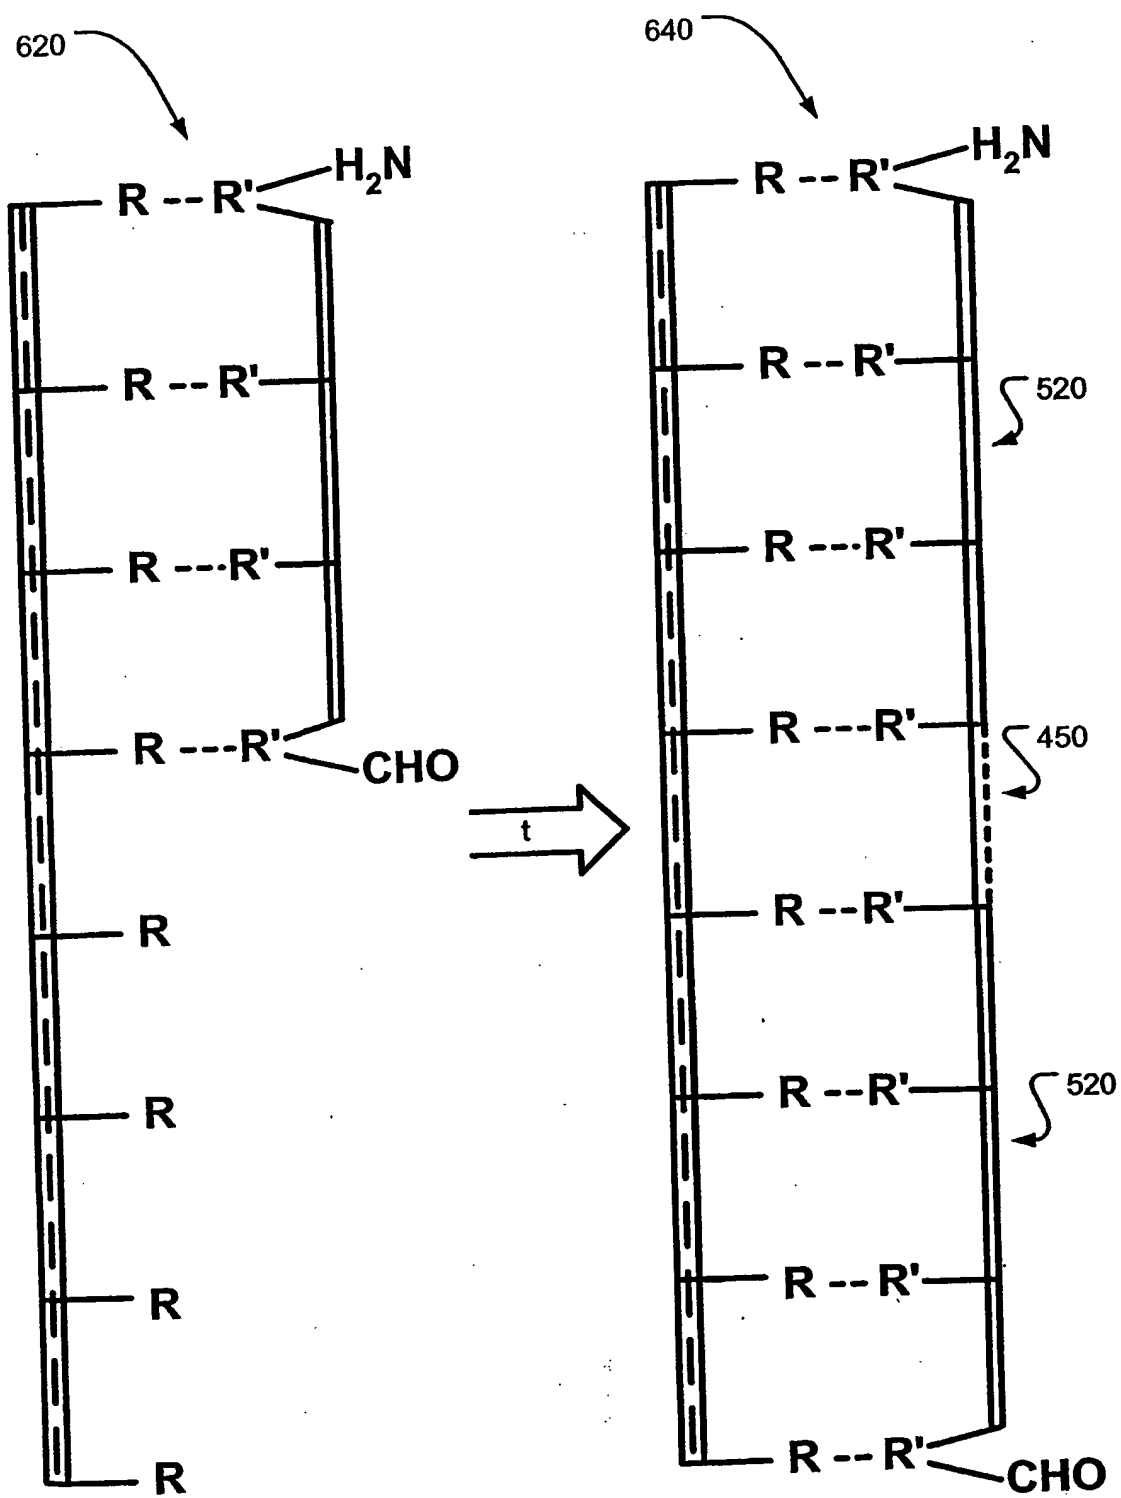 620
R --- R' H₂N
R --- R'
R ---- R'
R ---- R' CHO
R
R
R
R
t
640
R --- R' H₂N
R --- R'
520
R ---- R'
R ---- R'
450
R --- R'
R --- R'
520
R --- R'
R --- R' CHO